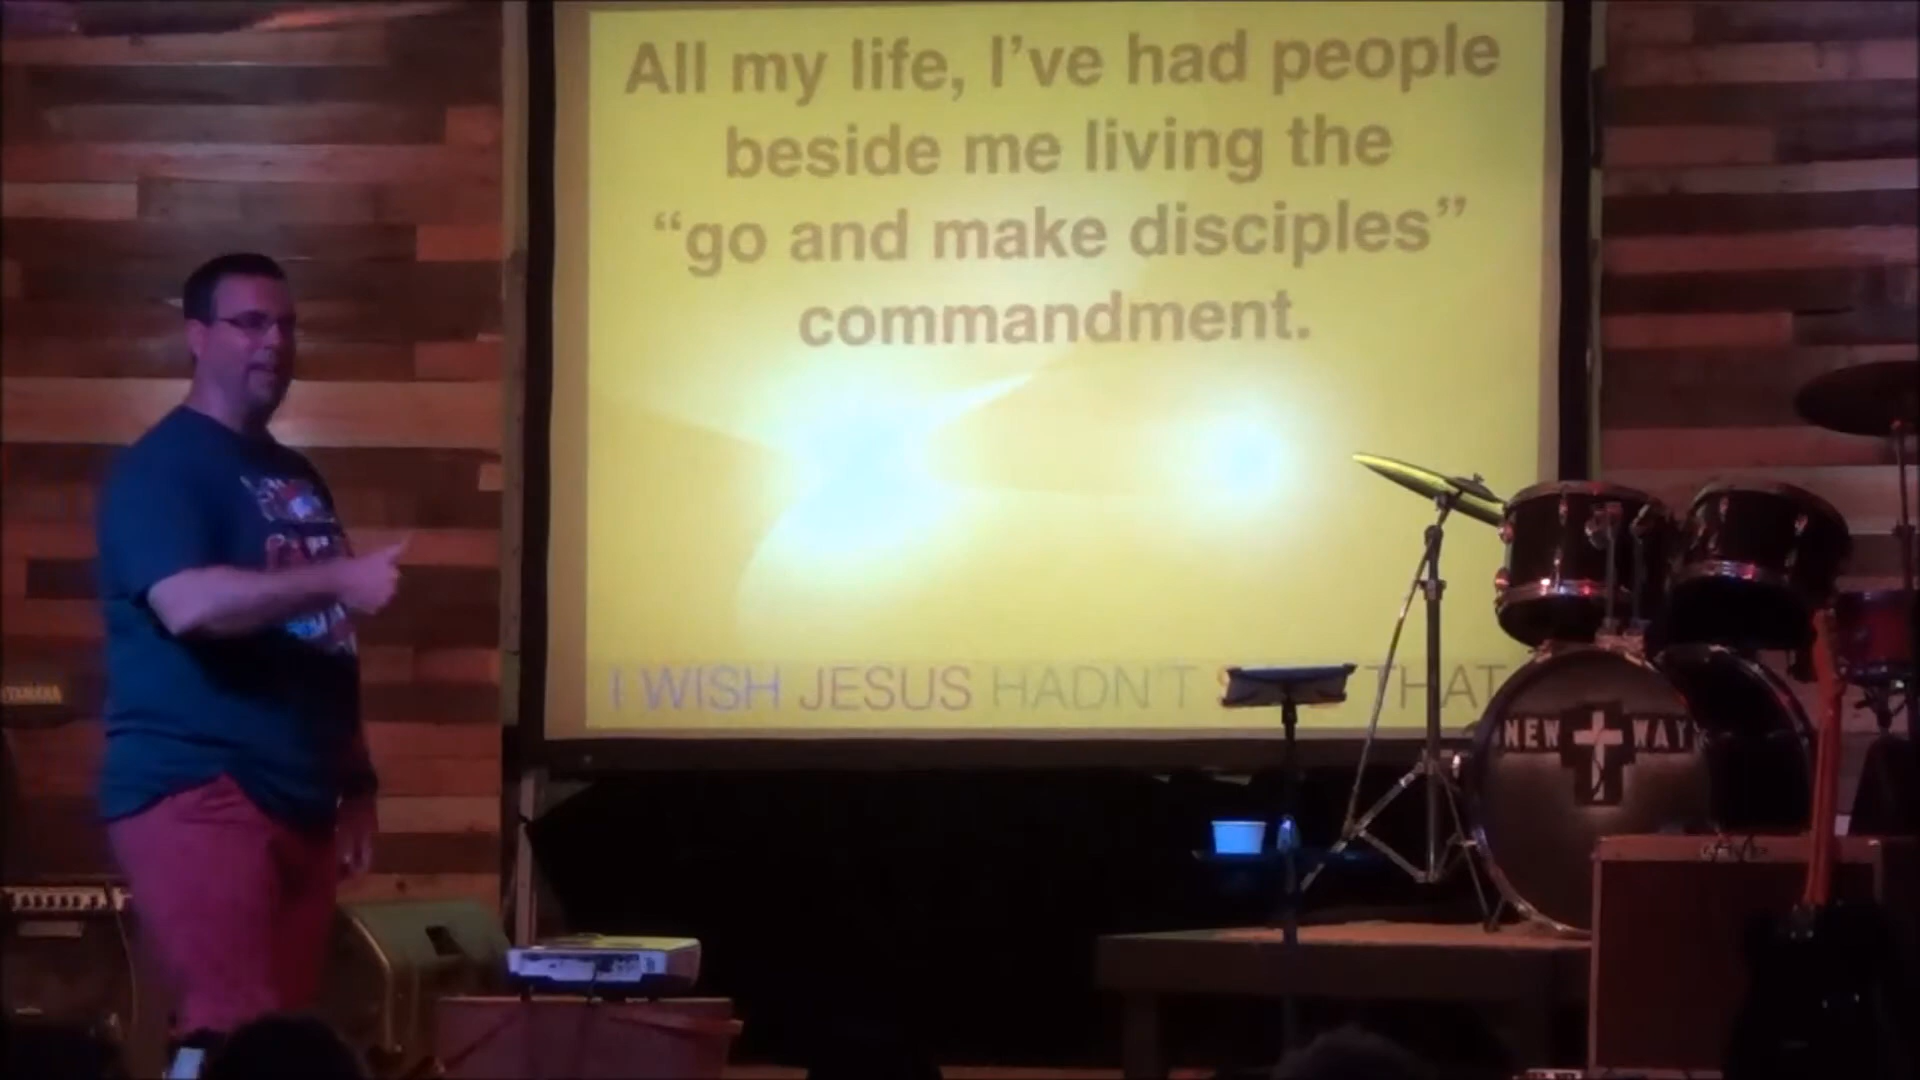 All my life, I've had people
beside me living the
“go and make disciples”
commandment.
I WISH JESUS HADN'T THAT
NEW WAY
YAMAHA